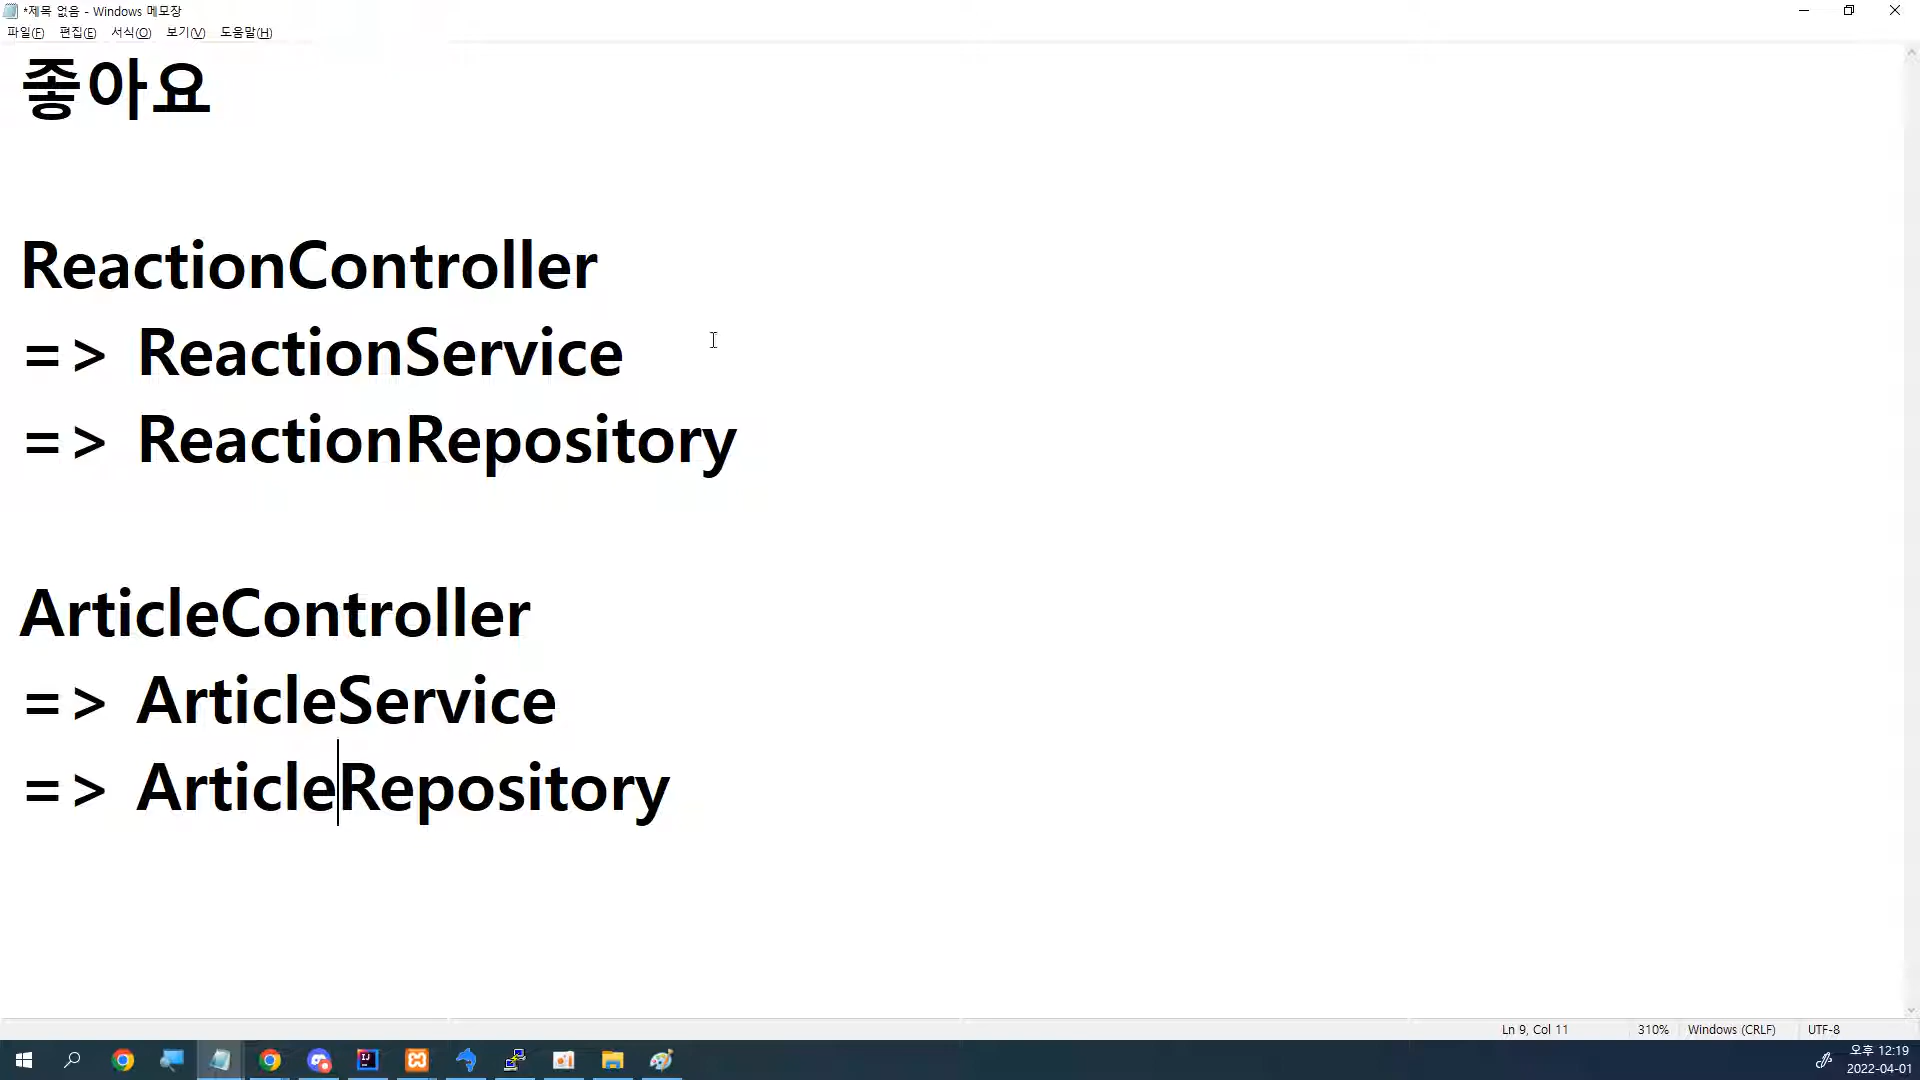 *제목 없음 - Windows 메모장
파일(F) 편집(E) 서식(O) 보기(V) 도움말(H)
좋아요
ReactionController
=> ReactionService
=> ReactionRepository
ArticleController
=> ArticleService
=> ArticleRepository
Ln 9, Col 11 310% Windows (CRLF) UTF-8
오후 12:19
2022-04-01